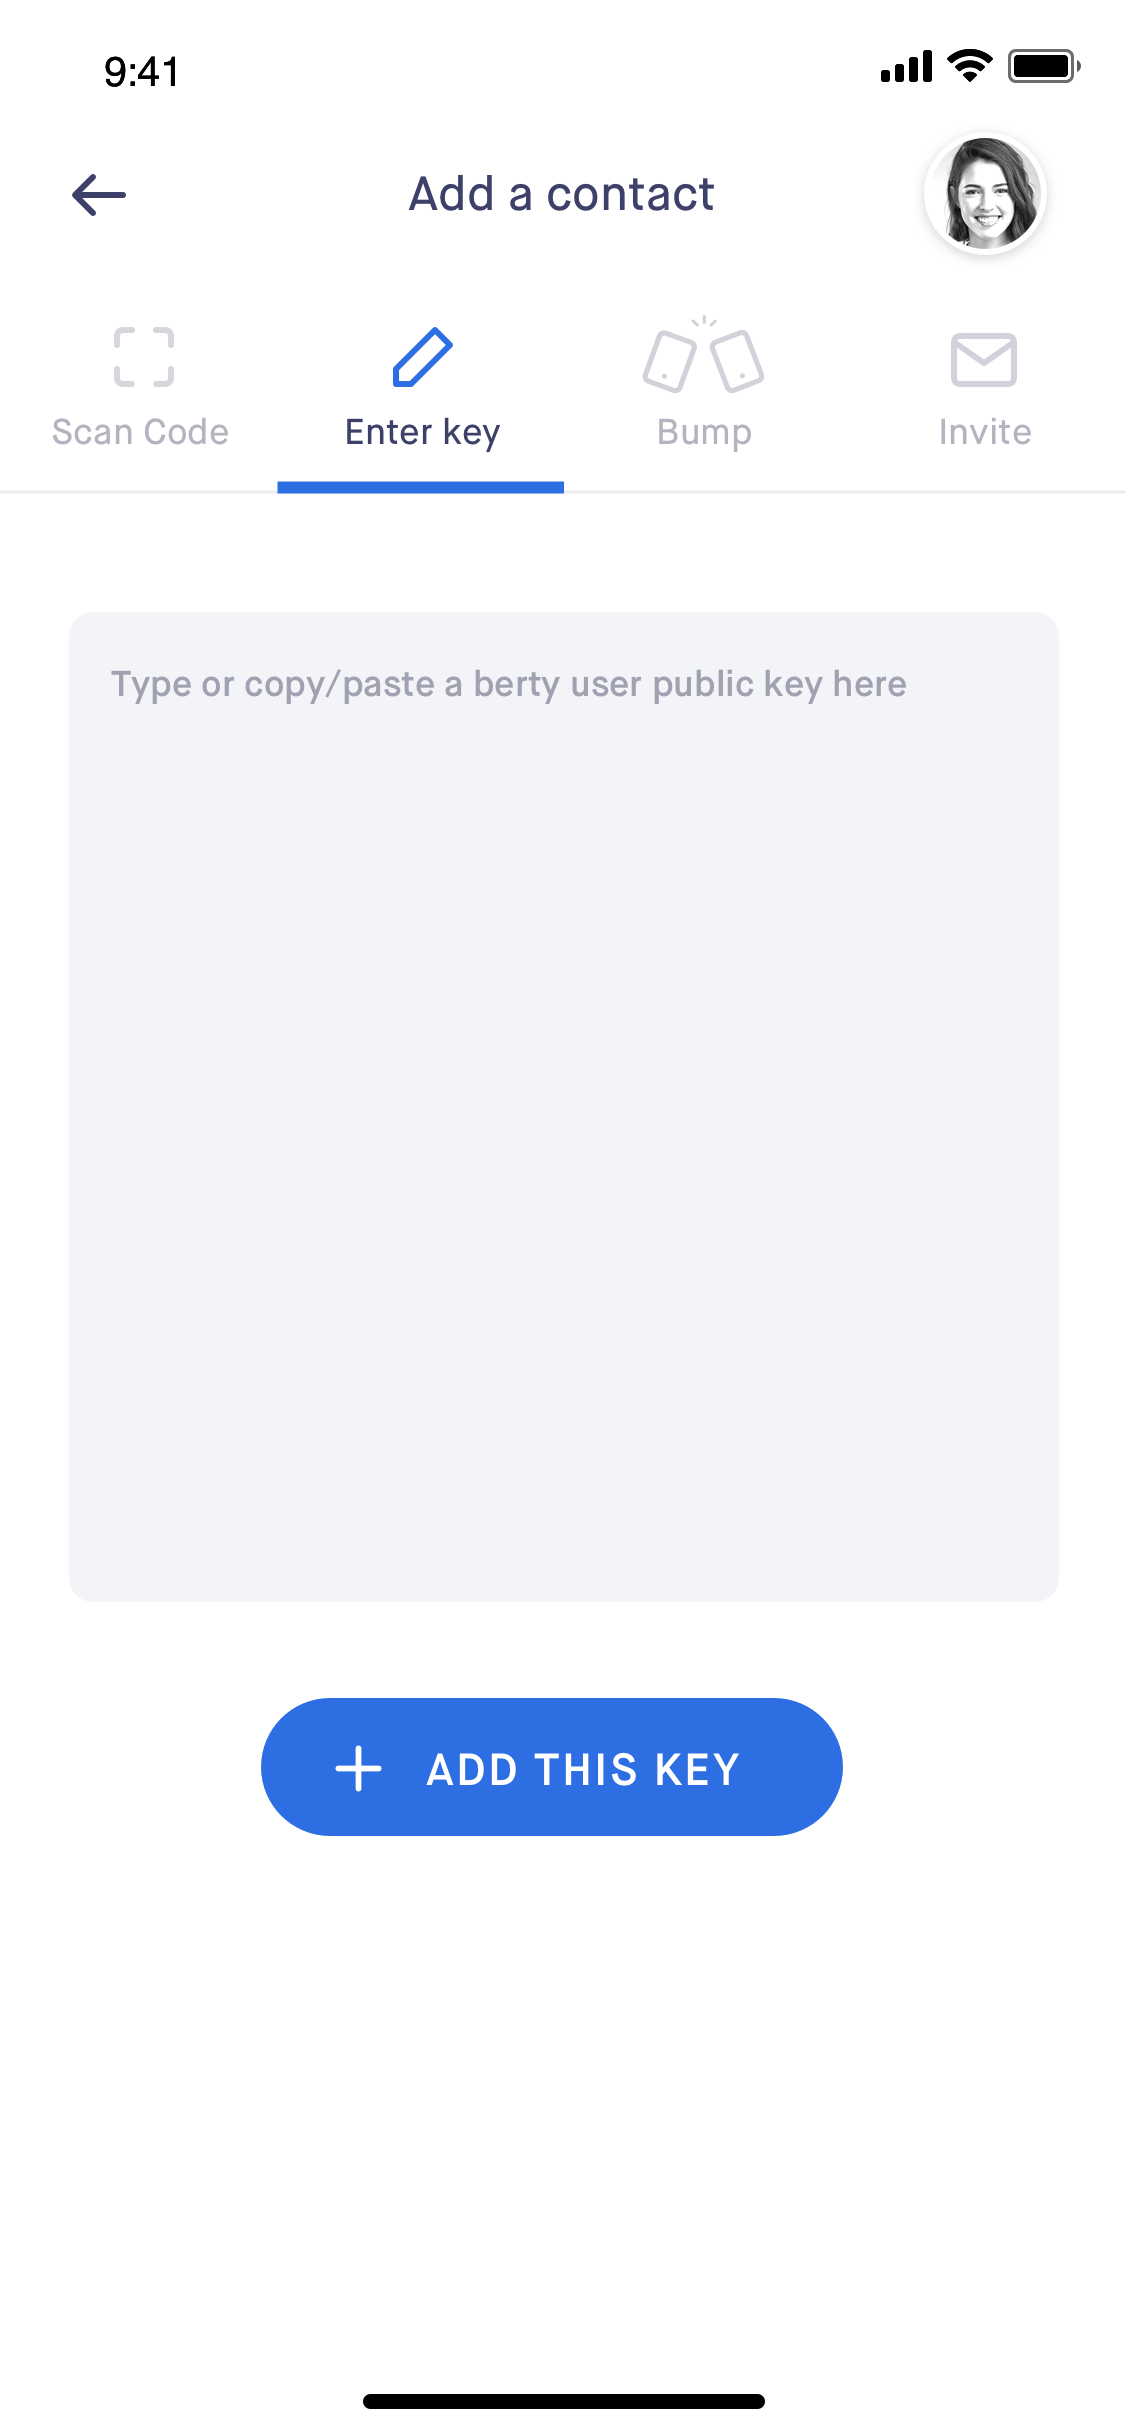 9:41
Add a contact
Scan Code
Enter key
Bump
Invite
Type or copy/paste a berty user public key here
ADD THIS KEY